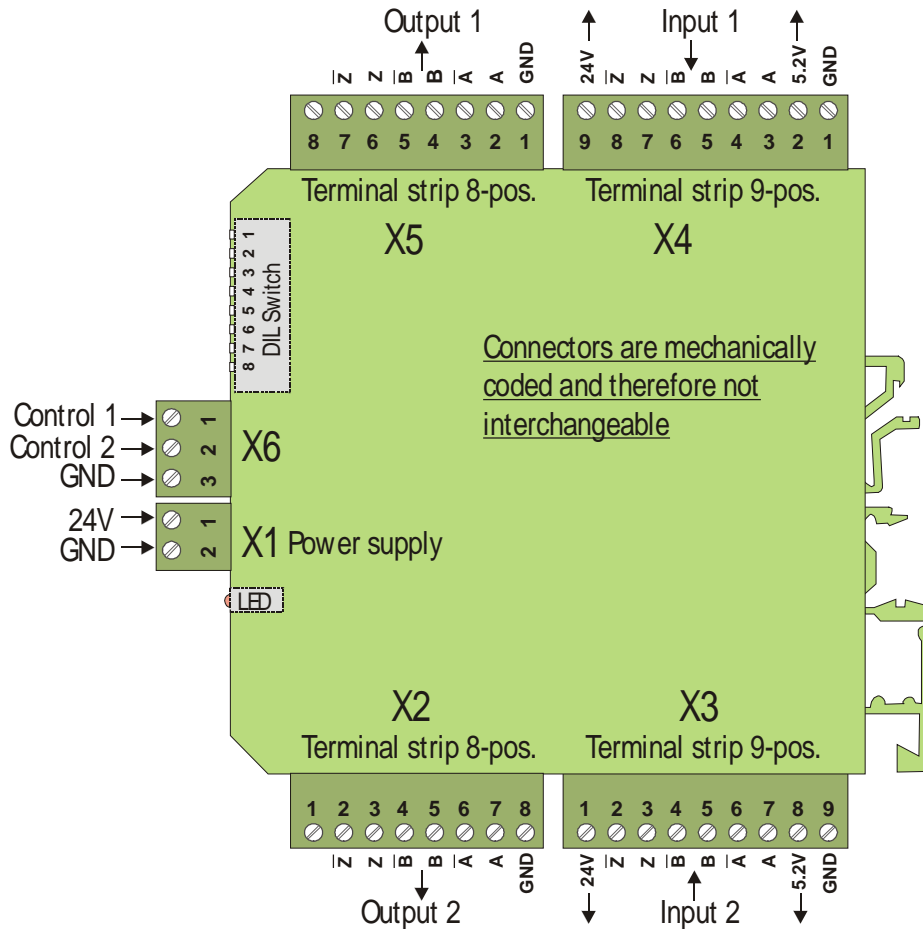 Output 1 Input 1
Z̅ Z B̅ B A̅ A GND 24V Z̅ Z B̅ B A̅ A 5.2V GND
8 7 6 5 4 3 2 1 9 8 7 6 5 4 3 2 1
Terminal strip 8-pos. Terminal strip 9-pos.
X5 X4
8 7 6 5 4 3 2 1
DIL Switch
Connectors are mechanically
coded and therefore not
interchangeable
Control 1 1
Control 2 2 X6
GND 3
24V 1
GND 2 X1 Power supply
LED
X2 X3
Terminal strip 8-pos. Terminal strip 9-pos.
1 2 3 4 5 6 7 8 1 2 3 4 5 6 7 8 9
Z̅ Z B̅ B A̅ A GND 24V Z̅ Z B̅ B A̅ A 5.2V GND
Output 2 Input 2